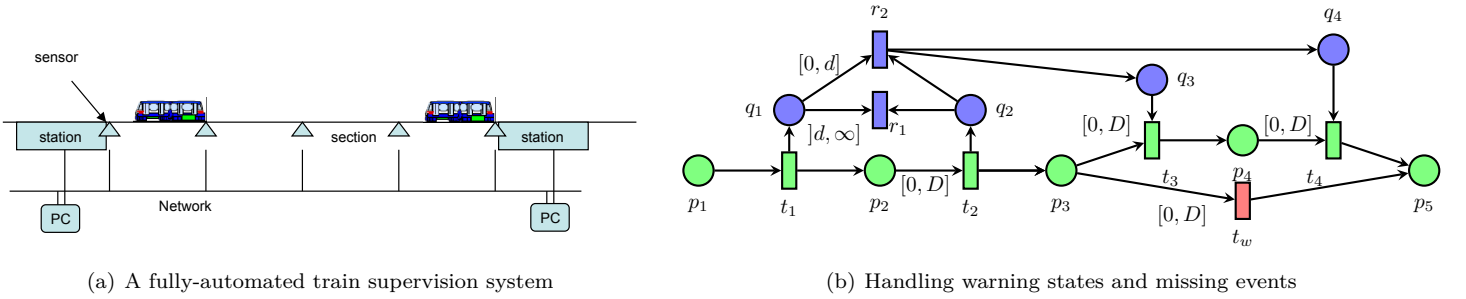 sensor
station
section
station
PC
Network
PC
(a) A fully-automated train supervision system
r2
q4
[0, d]
q3
q1
q2
r1
]d, ∞]
[0, D]
[0, D]
[0, D]
p1
t1
p2
t2
p3
t3
p4
t4
p5
[0, D]
tw
(b) Handling warning states and missing events